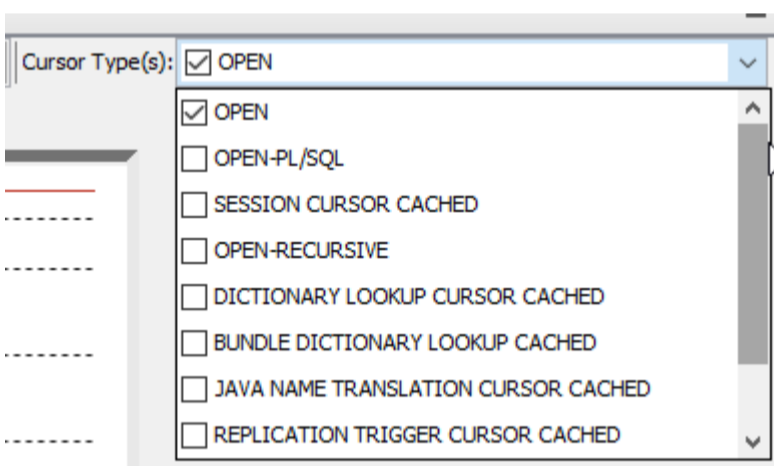 Cursor Type(s): OPEN
OPEN
OPEN-PL/SQL
SESSION CURSOR CACHED
OPEN-RECURSIVE
DICTIONARY LOOKUP CURSOR CACHED
BUNDLE DICTIONARY LOOKUP CACHED
JAVA NAME TRANSLATION CURSOR CACHED
REPLICATION TRIGGER CURSOR CACHED